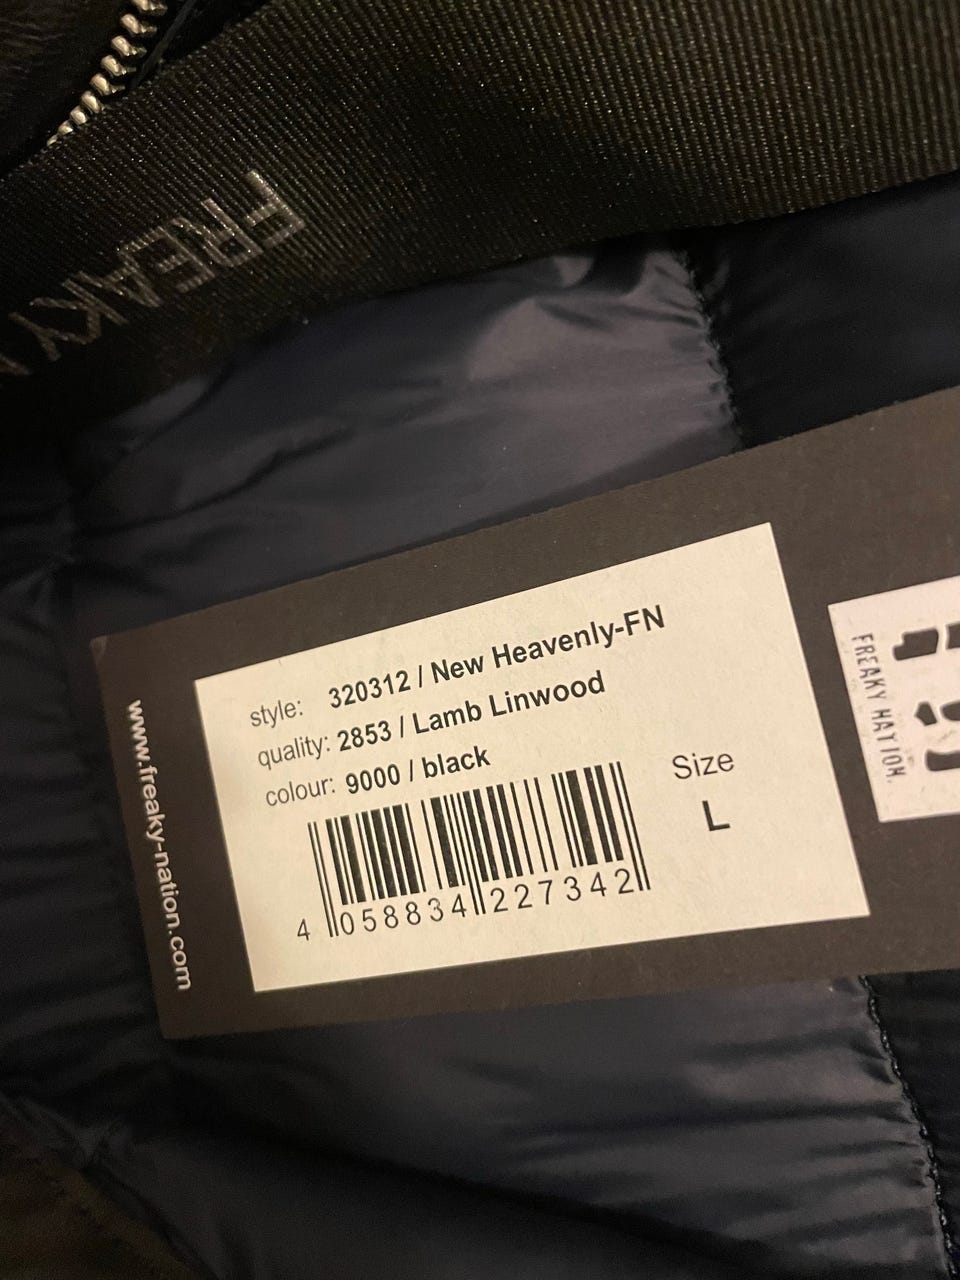 FREAKY
style: 320312 / New Heavenly-FN
quality: 2853 / Lamb Linwood
colour: 9000 / black
Size
L
4 058834 227342
www.freaky-nation.com
FREAKY NATION.